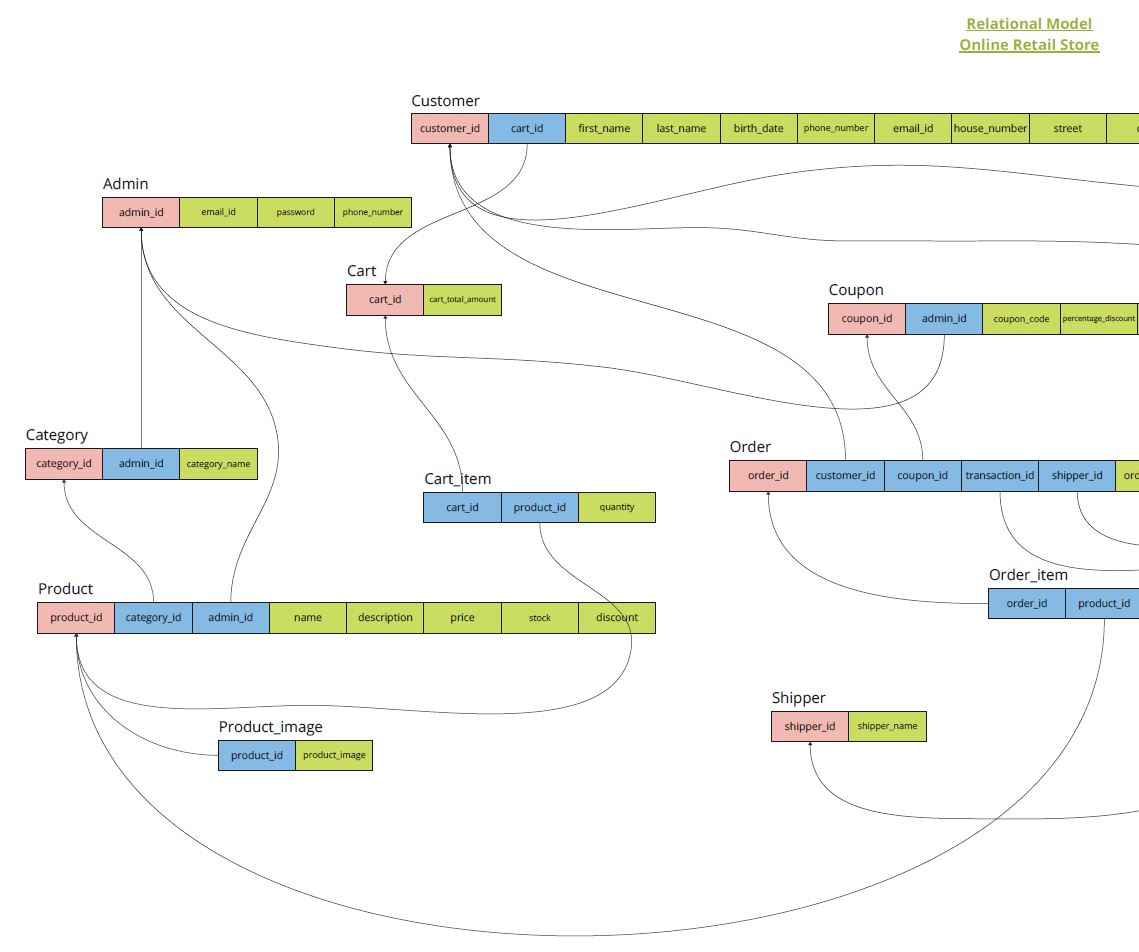 Relational Model
Online Retail Store
Customer
customer_id cart_id first_name last_name birth_date phone_number email_id house_number street
Admin
admin_id email_id password phone_number
Cart
cart_id cart_total_amount
Coupon
coupon_id admin_id coupon_code percentage_discount
Category
category_id admin_id category_name
Order
order_id customer_id coupon_id transaction_id shipper_id
Cart_item
cart_id product_id quantity
Order_item
order_id product_id
Product
product_id category_id admin_id name description price stock discount
Shipper
shipper_id shipper_name
Product_image
product_id product_image